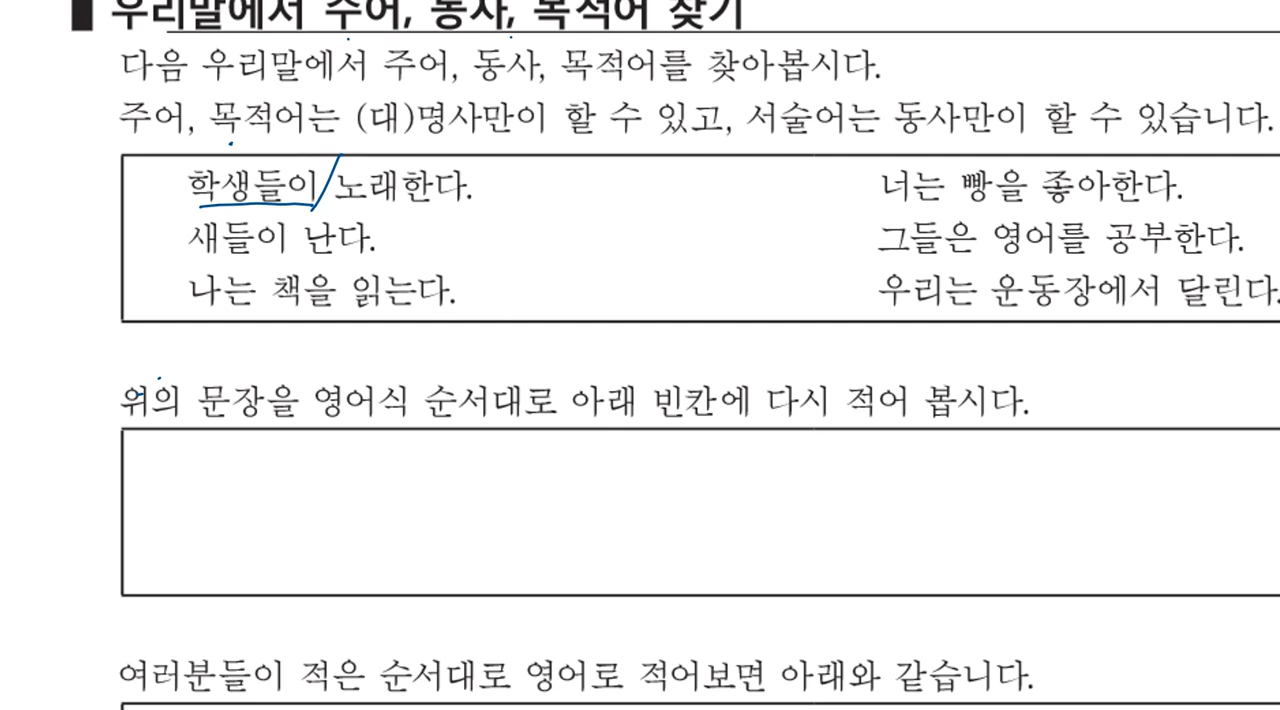 우리말에서 주어, 동사, 목적어 찾기
다음 우리말에서 주어, 동사, 목적어를 찾아봅시다.
주어, 목적어는 (대)명사만이 할 수 있고, 서술어는 동사만이 할 수 있습니다.
학생들이 노래한다. 너는 빵을 좋아한다.
새들이 난다. 그들은 영어를 공부한다.
나는 책을 읽는다. 우리는 운동장에서 달린다.
위의 문장을 영어식 순서대로 아래 빈칸에 다시 적어 봅시다.
여러분들이 적은 순서대로 영어로 적어보면 아래와 같습니다.